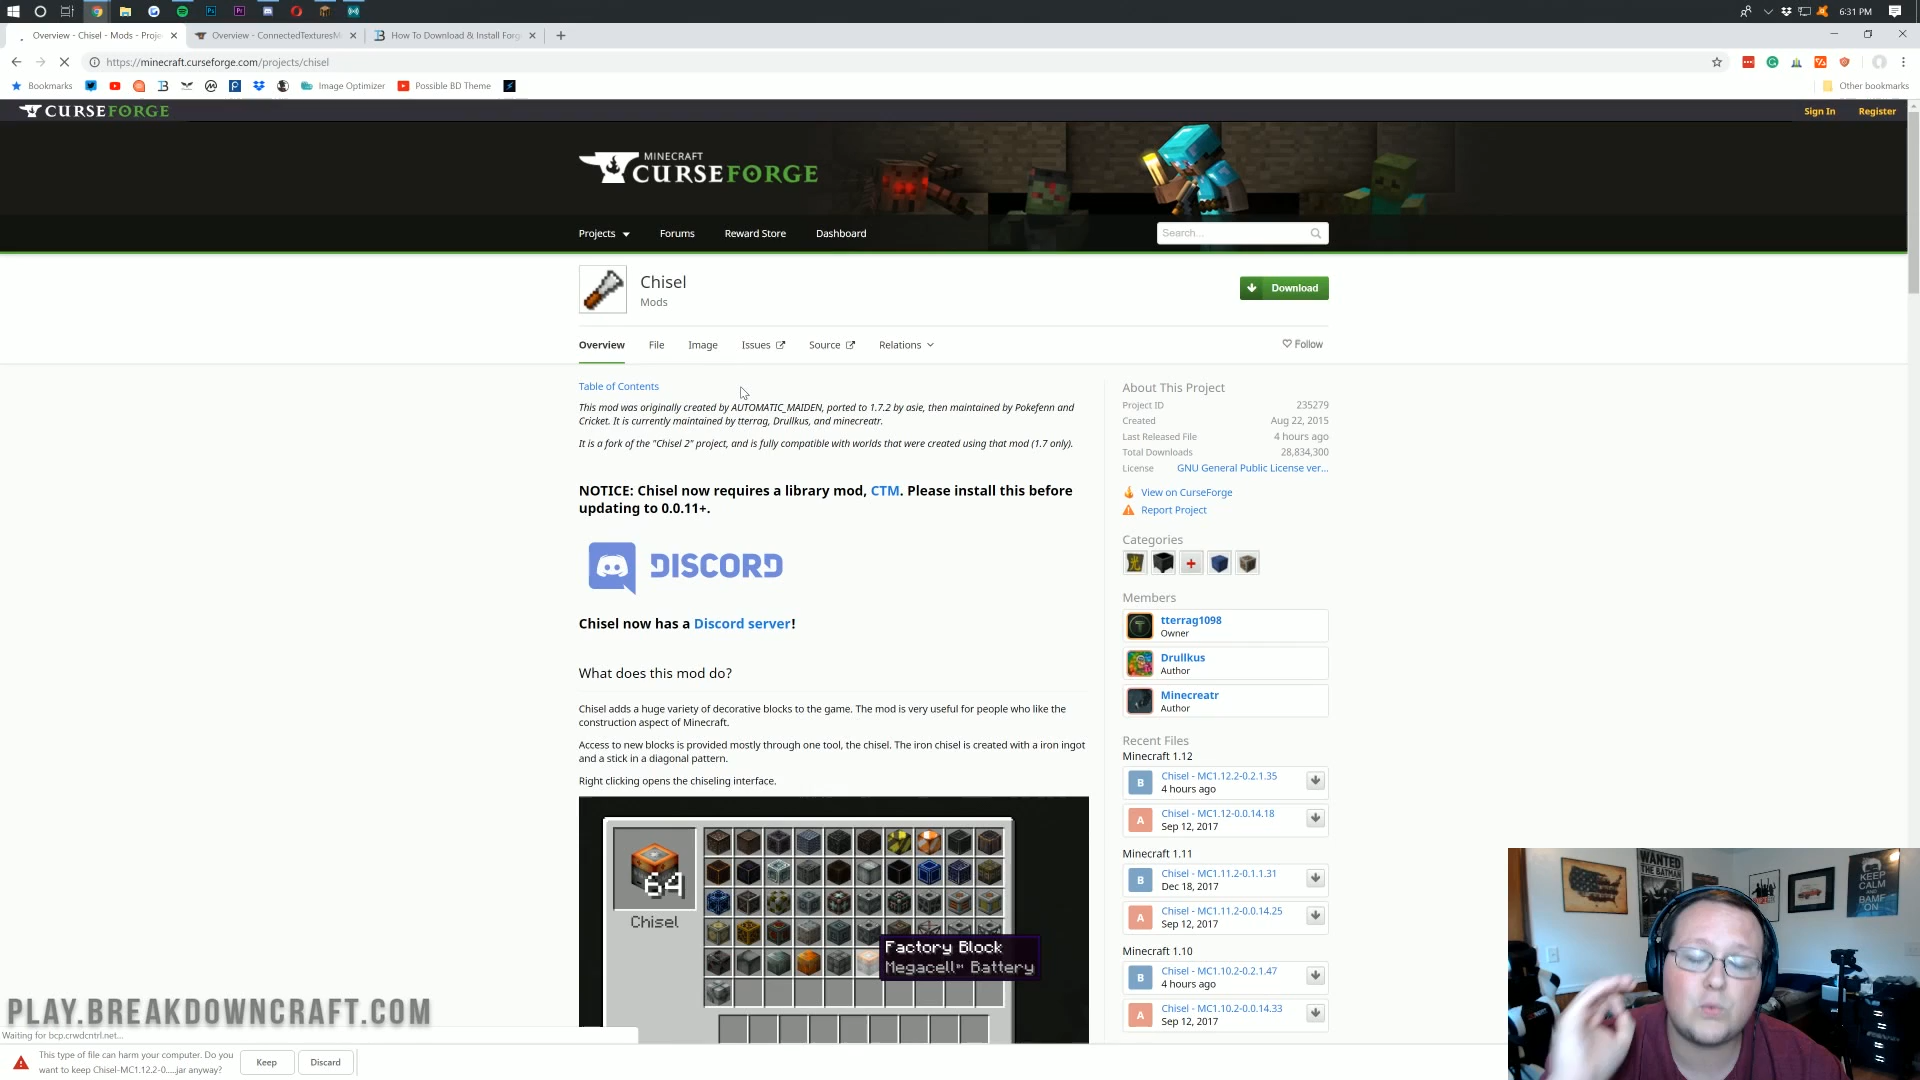 6:31 PM
Overview - Chisel - Mods - Proje
Overview - ConnectedTexturesM
How To Download & Install Forg
https://minecraft.curseforge.com/projects/chisel
Bookmarks
Image Optimizer
Possible BD Theme
Other bookmarks
CURSEFORGE
Sign In
Register
MINECRAFT
CURSEFORGE
Projects
Forums
Reward Store
Dashboard
Search...
Chisel
Mods
Download
Overview
File
Image
Issues
Source
Relations
Follow
Table of Contents
This mod was originally created by AUTOMATIC_MAIDEN, ported to 1.7.2 by asie, then maintained by Pokefenn and
Cricket. It is currently maintained by tterrag, Drullkus, and minecreatr.
It is a fork of the "Chisel 2" project, and is fully compatible with worlds that were created using that mod (1.7 only).
NOTICE: Chisel now requires a library mod, CTM. Please install this before
updating to 0.0.11+.
DISCORD
Chisel now has a Discord server!
What does this mod do?
Chisel adds a huge variety of decorative blocks to the game. The mod is very useful for people who like the
construction aspect of Minecraft.
Access to new blocks is provided mostly through one tool, the chisel. The iron chisel is created with a iron ingot
and a stick in a diagonal pattern.
Right clicking opens the chiseling interface.
64
Chisel
Factory Block
Megacell™ Battery
About This Project
Project ID 235279
Created Aug 22, 2015
Last Released File 4 hours ago
Total Downloads 28,834,300
License GNU General Public License ver...
View on CurseForge
Report Project
Categories
Members
tterrag1098
Owner
Drullkus
Author
Minecreatr
Author
Recent Files
Minecraft 1.12
B Chisel - MC1.12.2-0.2.1.35
4 hours ago
A Chisel - MC1.12-0.0.14.18
Sep 12, 2017
Minecraft 1.11
B Chisel - MC1.11.2-0.1.1.31
Dec 18, 2017
A Chisel - MC1.11.2-0.0.14.25
Sep 12, 2017
Minecraft 1.10
B Chisel - MC1.10.2-0.2.1.47
4 hours ago
A Chisel - MC1.10.2-0.0.14.33
Sep 12, 2017
PLAY.BREAKDOWNCRAFT.COM
Waiting for bcp.crwdcntrl.net...
This type of file can harm your computer. Do you
want to keep Chisel-MC1.12.2-0.....jar anyway?
Keep
Discard
WANTED
THE BATMAN
KEEP
CALM
AND
BAMF
ON